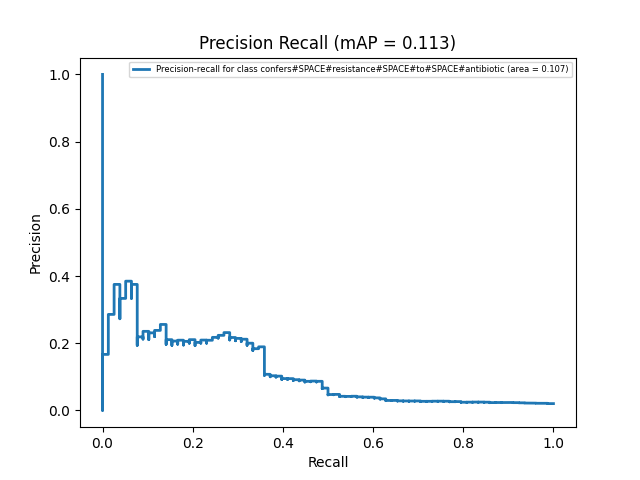 Precision Recall (mAP = 0.113)
Precision-recall for class confers#SPACE#resistance#SPACE#to#SPACE#antibiotic (area = 0.107)
1.0
0.8
0.6
0.4
0.2
0.0
Precision
0.0 0.2 0.4 0.6 0.8 1.0
Recall